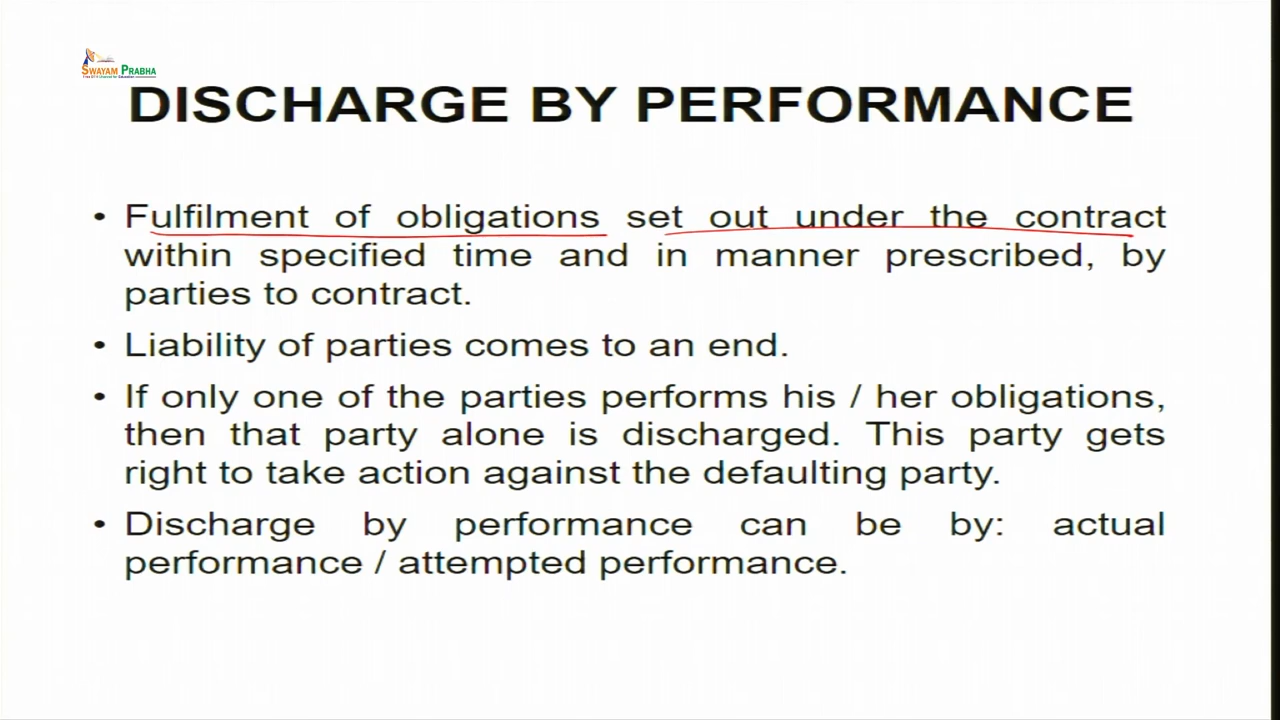 SWAYAM PRABHA
DISCHARGE BY PERFORMANCE
• Fulfilment of obligations set out under the contract
within specified time and in manner prescribed, by
parties to contract.
• Liability of parties comes to an end.
• If only one of the parties performs his / her obligations,
then that party alone is discharged. This party gets
right to take action against the defaulting party.
• Discharge by performance can be by: actual
performance / attempted performance.